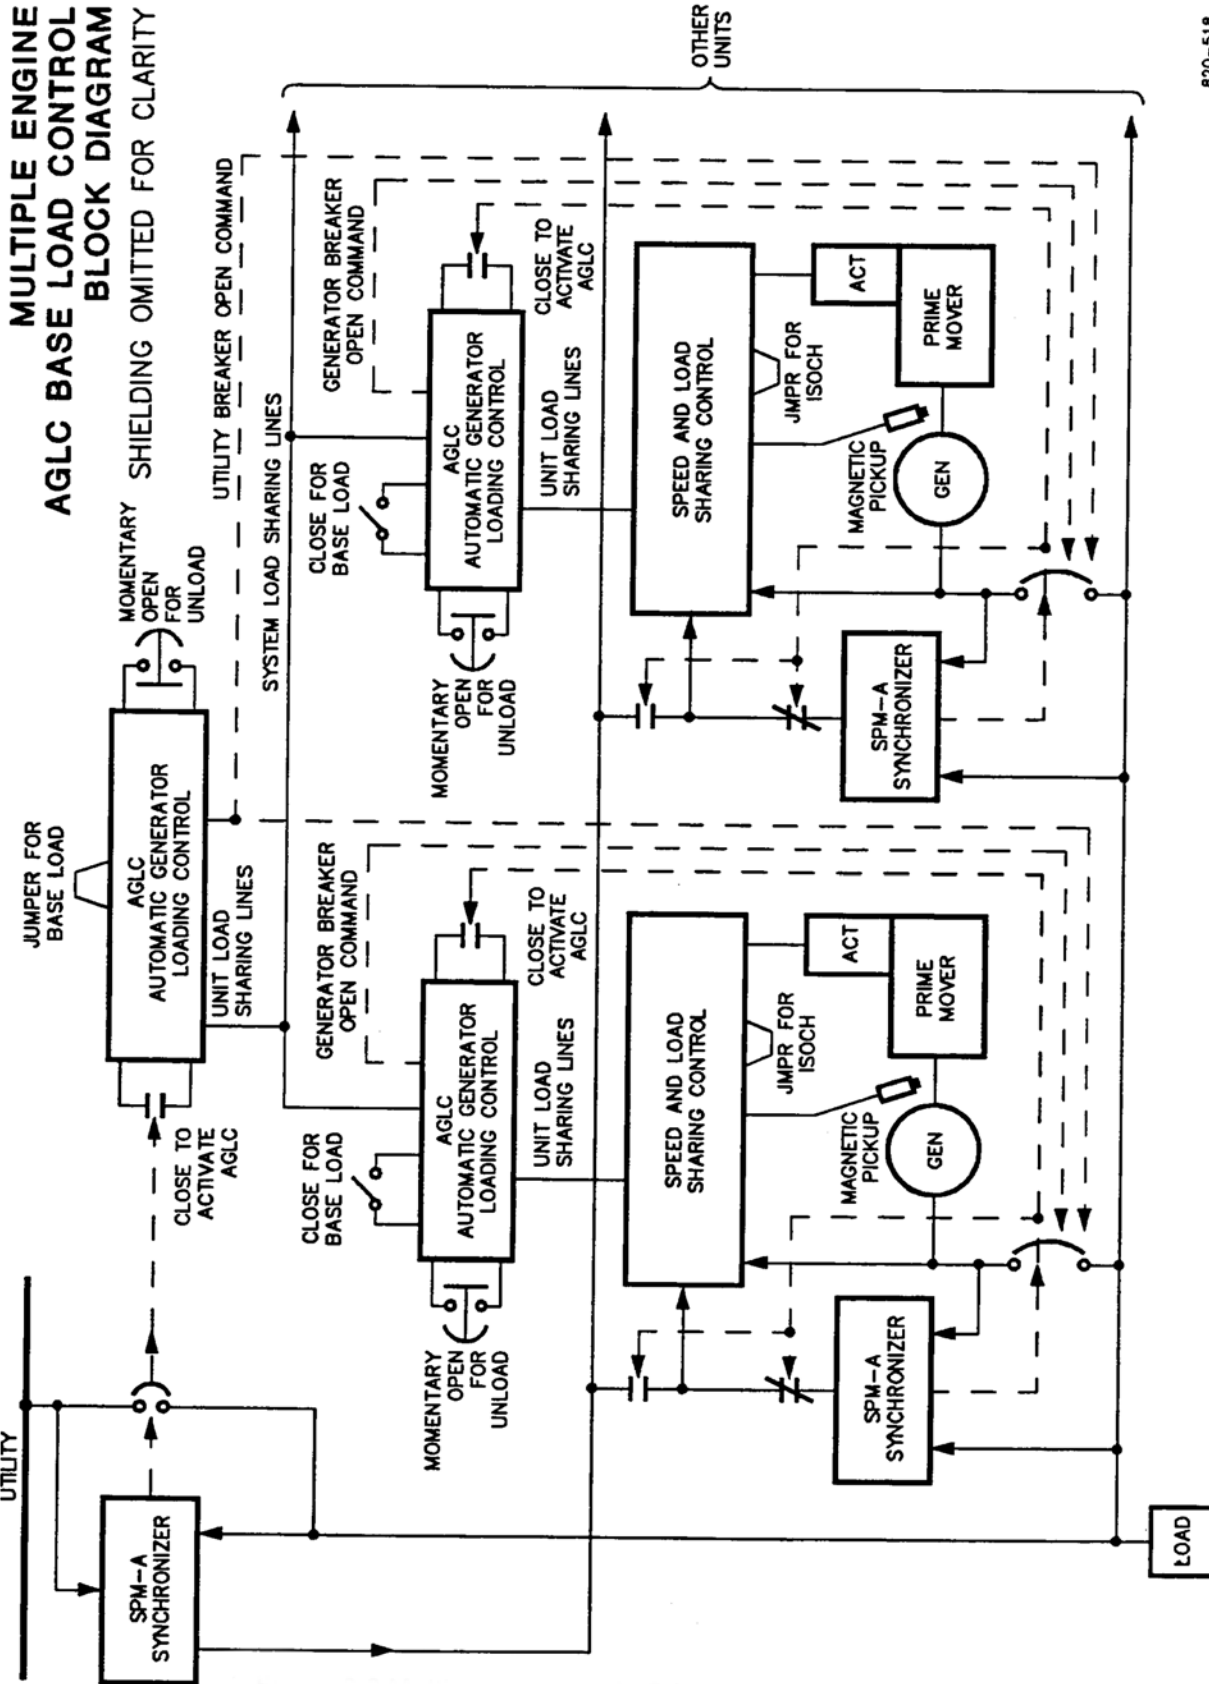 MULTIPLE ENGINE
AGLC BASE LOAD CONTROL
BLOCK DIAGRAM
SHIELDING OMITTED FOR CLARITY
UTILITY
SPM-A
SYNCHRONIZER
CLOSE TO
ACTIVATE
AGLC
JUMPER FOR
BASE LOAD
AGLC
AUTOMATIC GENERATOR
LOADING CONTROL
MOMENTARY
OPEN
FOR
UNLOAD
UNIT LOAD
SHARING LINES
UTILITY BREAKER OPEN COMMAND
SYSTEM LOAD SHARING LINES
CLOSE FOR
BASE LOAD
GENERATOR BREAKER
OPEN COMMAND
MOMENTARY
OPEN
FOR
UNLOAD
AGLC
AUTOMATIC GENERATOR
LOADING CONTROL
CLOSE TO
ACTIVATE
AGLC
UNIT LOAD
SHARING LINES
CLOSE FOR
BASE LOAD
GENERATOR BREAKER
OPEN COMMAND
MOMENTARY
OPEN
FOR
UNLOAD
AGLC
AUTOMATIC GENERATOR
LOADING CONTROL
CLOSE TO
ACTIVATE
AGLC
UNIT LOAD
SHARING LINES
OTHER
UNITS
SPEED AND LOAD
SHARING CONTROL
JMPR FOR
ISOCH
ACT
PRIME
MOVER
MAGNETIC
PICKUP
GEN
SPM-A
SYNCHRONIZER
SPEED AND LOAD
SHARING CONTROL
JMPR FOR
ISOCH
ACT
PRIME
MOVER
MAGNETIC
PICKUP
GEN
SPM-A
SYNCHRONIZER
LOAD